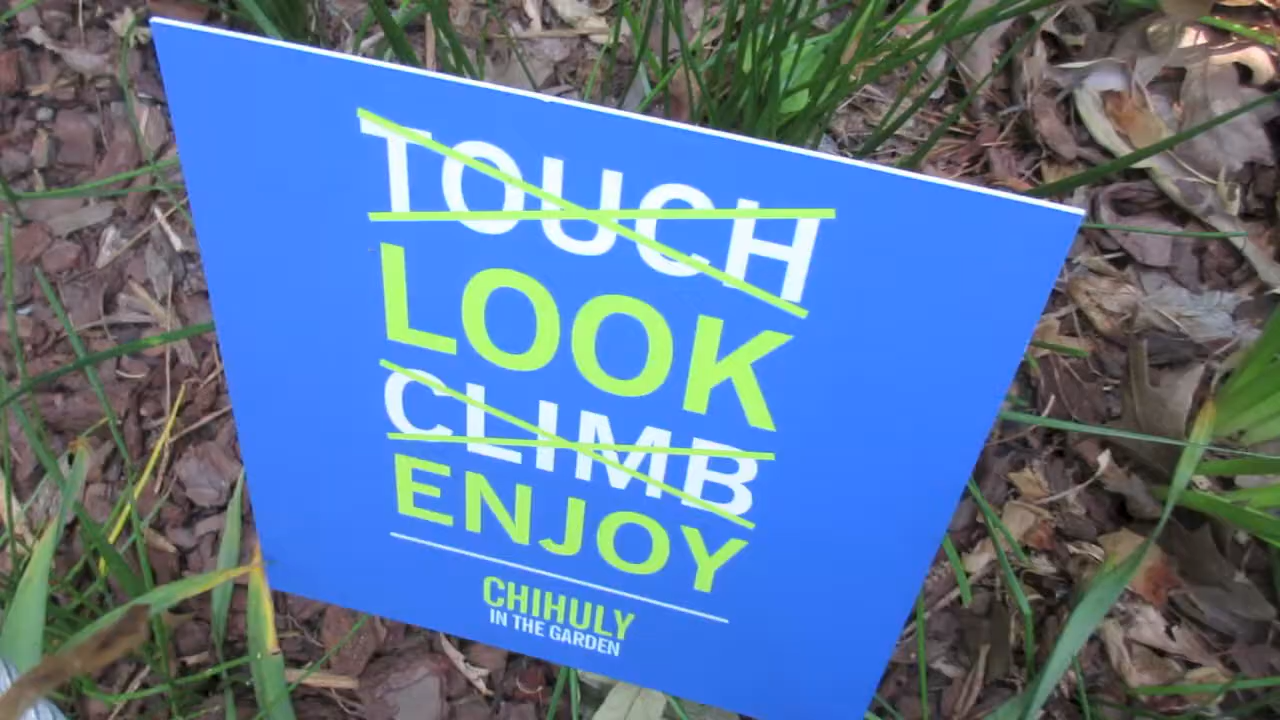 TOUCH
LOOK
CLIMB
ENJOY
CHIHULY
IN THE GARDEN